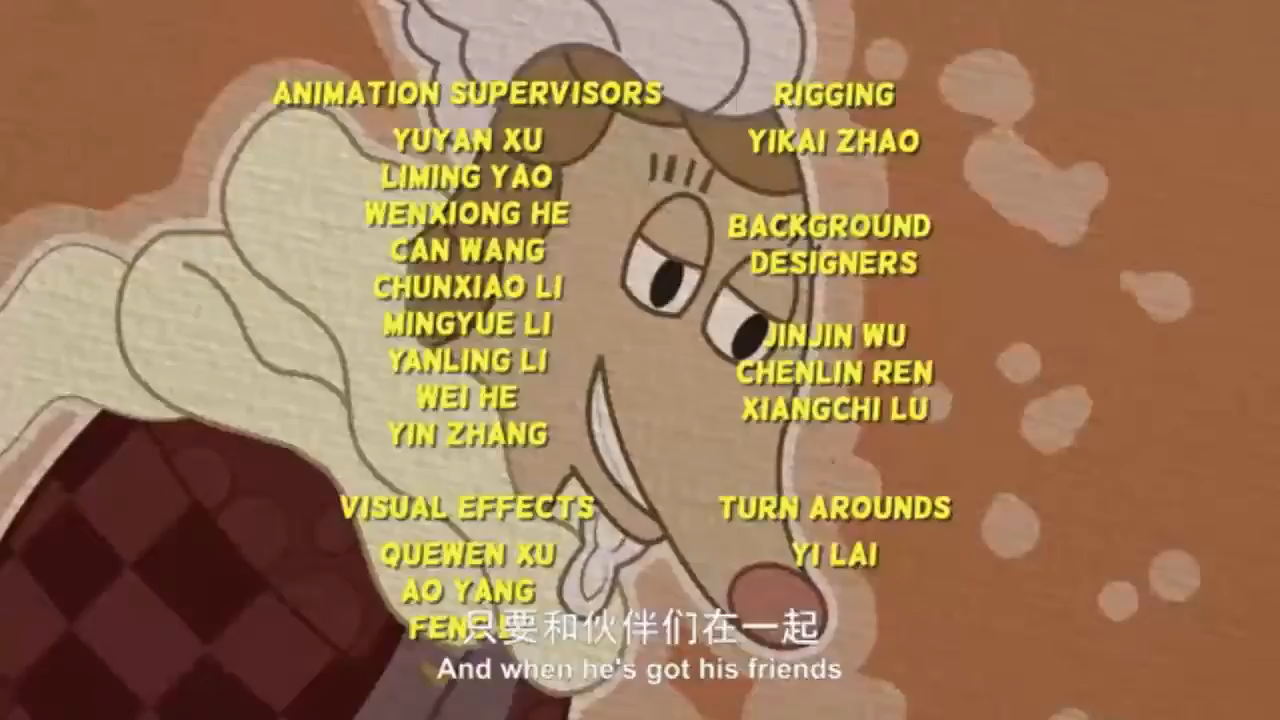 ANIMATION SUPERVISORS
YUYAN XU
LIMING YAO
WENXIONG HE
CAN WANG
CHUNXIAO LI
MINGYUE LI
YANLING LI
WEI HE
YIN ZHANG
VISUAL EFFECTS
QUEWEN XU
AO YANG
RIGGING
YIKAI ZHAO
BACKGROUND
DESIGNERS
JINJIN WU
CHENLIN REN
XIANGCHI LU
TURN AROUNDS
YI LAI
只要和伙伴们在一起
And when he's got his friends